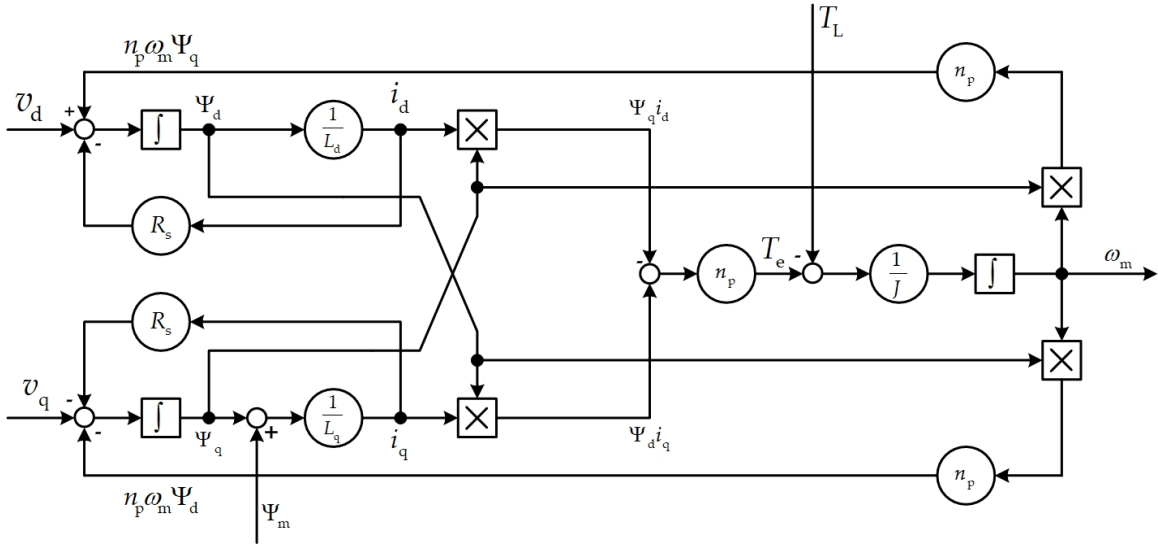 T_L
n_p ω_m Ψ_q
n_p
v_d
+
-
∫
Ψ_d
1/L_d
i_d
×
Ψ_q i_d
R_s
×
-
n_p
T_e
-
1/J
∫
ω_m
R_s
×
v_q
-
-
∫
Ψ_q
+
1/L_q
i_q
×
Ψ_d i_q
n_p
n_p ω_m Ψ_d
Ψ_m